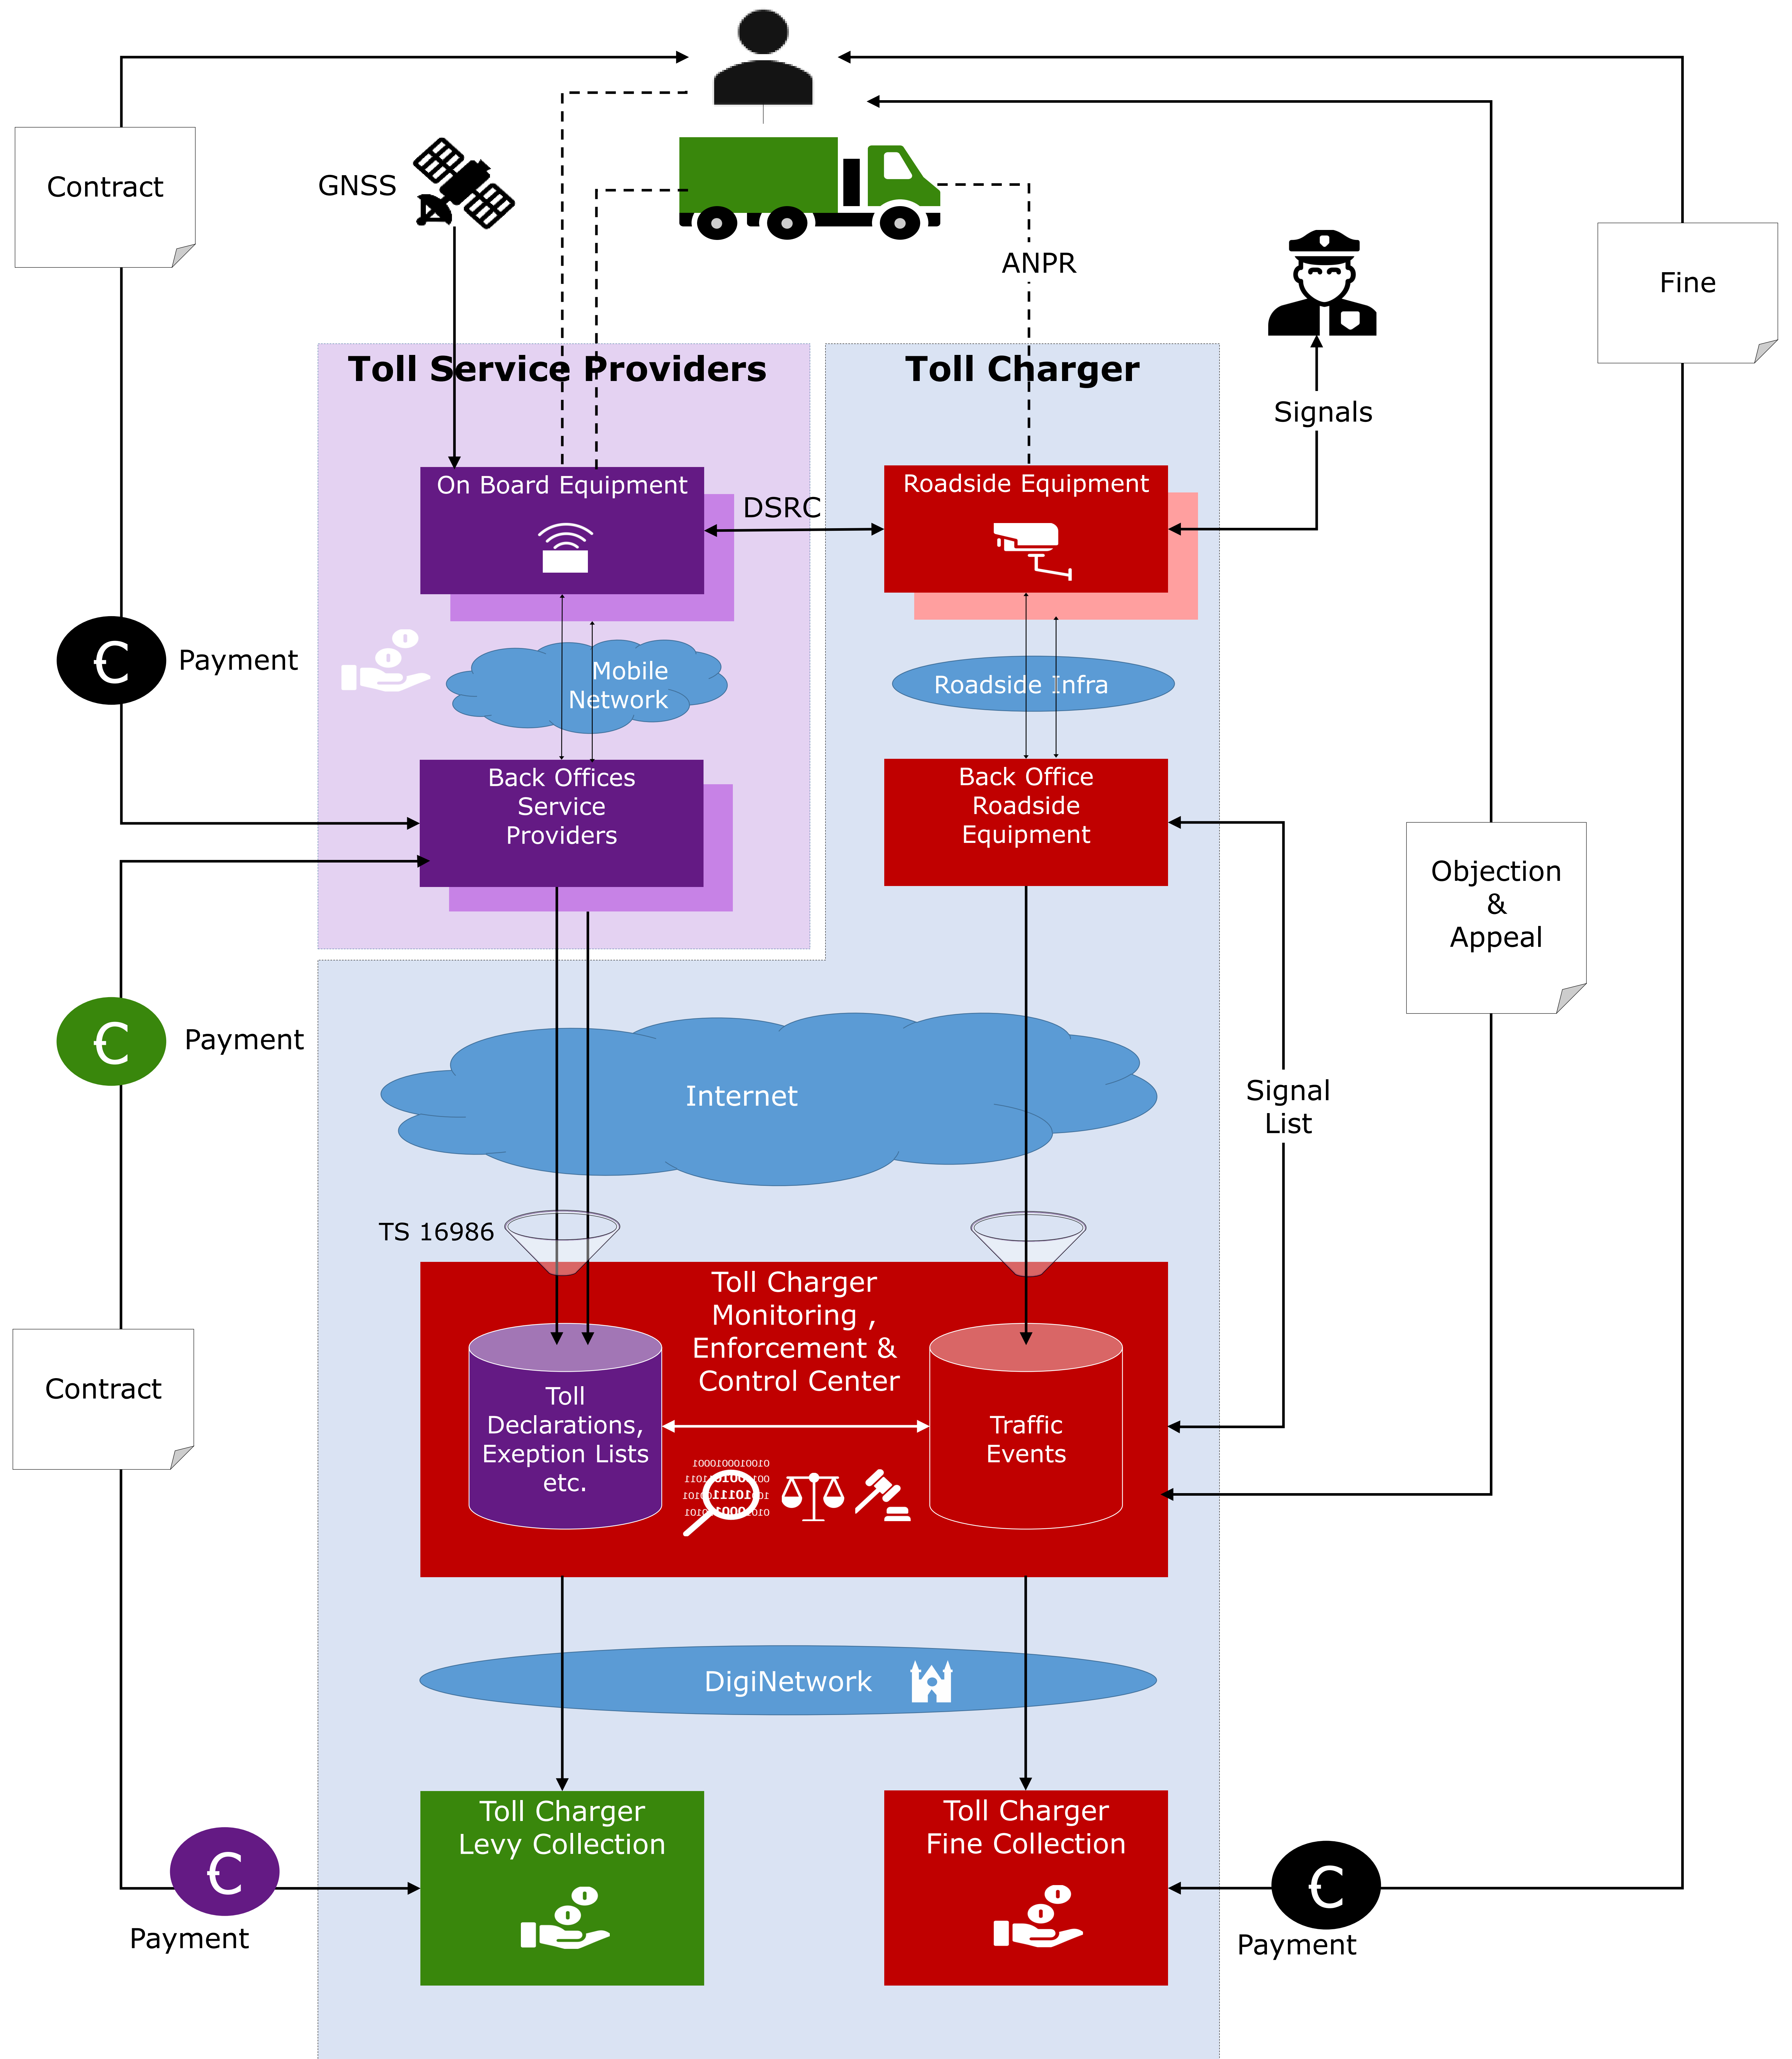 Contract
GNSS
ANPR
Fine
Toll Service Providers
Toll Charger
Signals
On Board Equipment
DSRC
Roadside Equipment
€
Payment
Mobile
Network
Roadside Infra
Back Offices
Service
Providers
Back Office
Roadside
Equipment
Objection
&
Appeal
€
Payment
Internet
Signal
List
TS 16986
Toll Charger
Monitoring ,
Enforcement &
Control Center
Contract
Toll
Declarations,
Exeption Lists
etc.
Traffic
Events
DigiNetwork
Toll Charger
Levy Collection
Toll Charger
Fine Collection
€
Payment
€
Payment